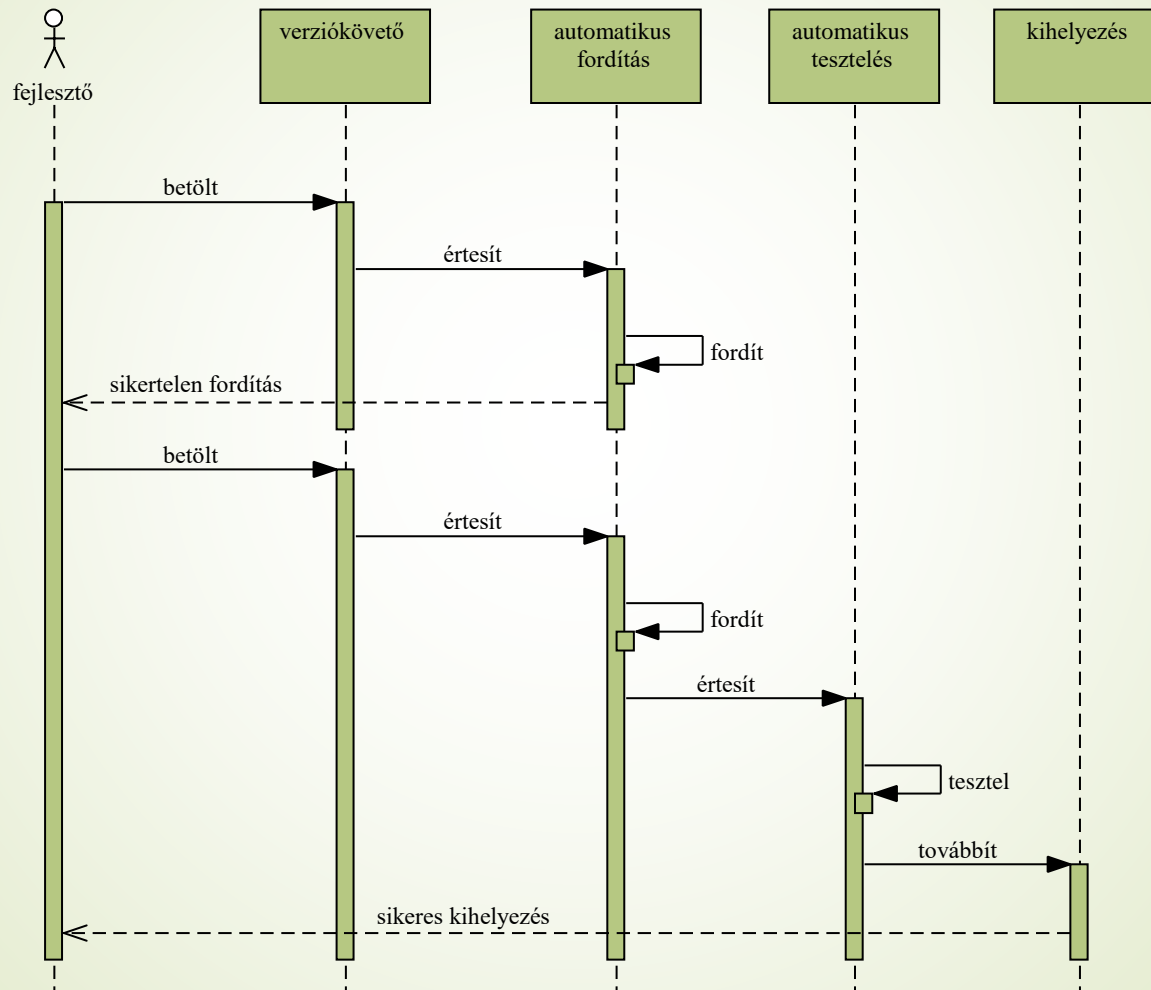 fejlesztő
verziókövető
automatikus
fordítás
automatikus
tesztelés
kihelyezés
betölt
értesít
fordít
sikertelen fordítás
betölt
értesít
fordít
értesít
tesztel
továbbít
sikeres kihelyezés